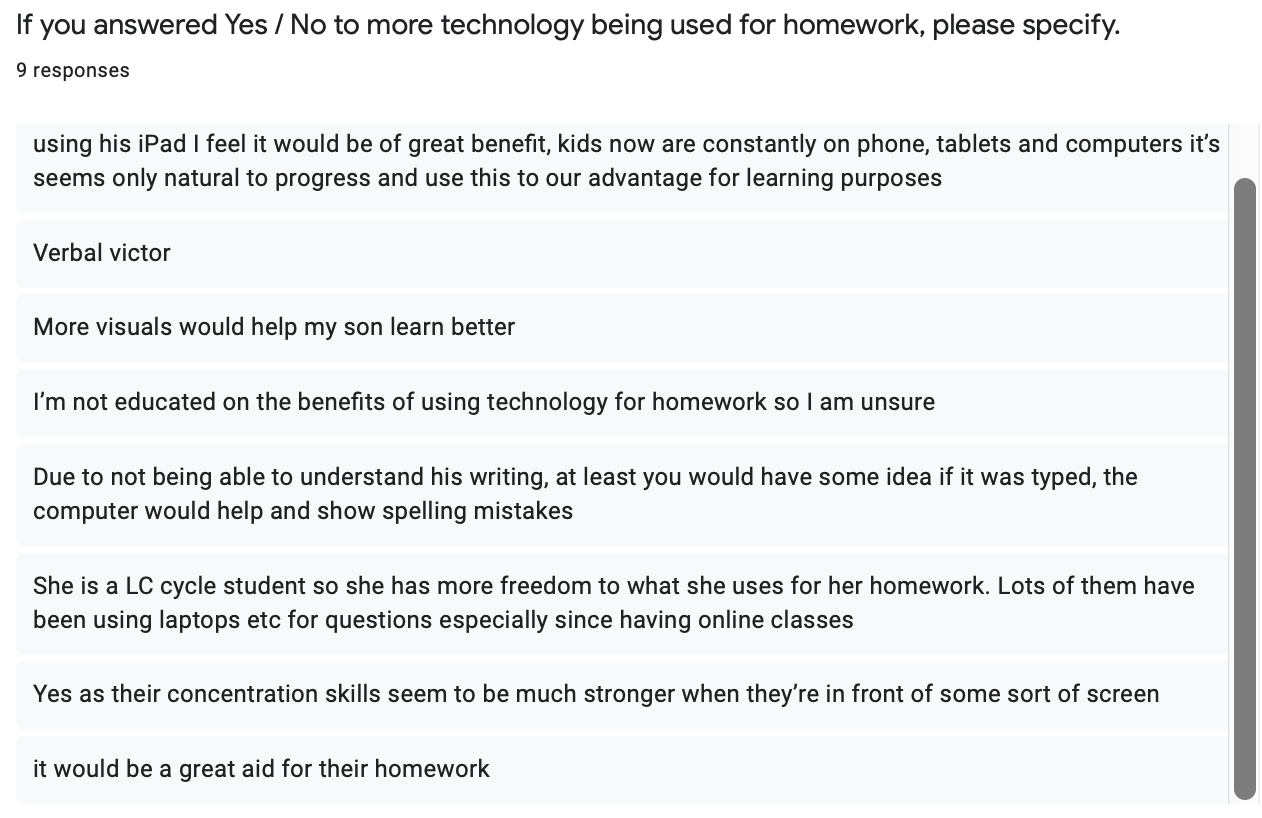 If you answered Yes / No to more technology being used for homework, please specify.
9 responses
using his iPad I feel it would be of great benefit, kids now are constantly on phone, tablets and computers it’s
seems only natural to progress and use this to our advantage for learning purposes
Verbal victor
More visuals would help my son learn better
I’m not educated on the benefits of using technology for homework so I am unsure
Due to not being able to understand his writing, at least you would have some idea if it was typed, the
computer would help and show spelling mistakes
She is a LC cycle student so she has more freedom to what she uses for her homework. Lots of them have
been using laptops etc for questions especially since having online classes
Yes as their concentration skills seem to be much stronger when they’re in front of some sort of screen
it would be a great aid for their homework